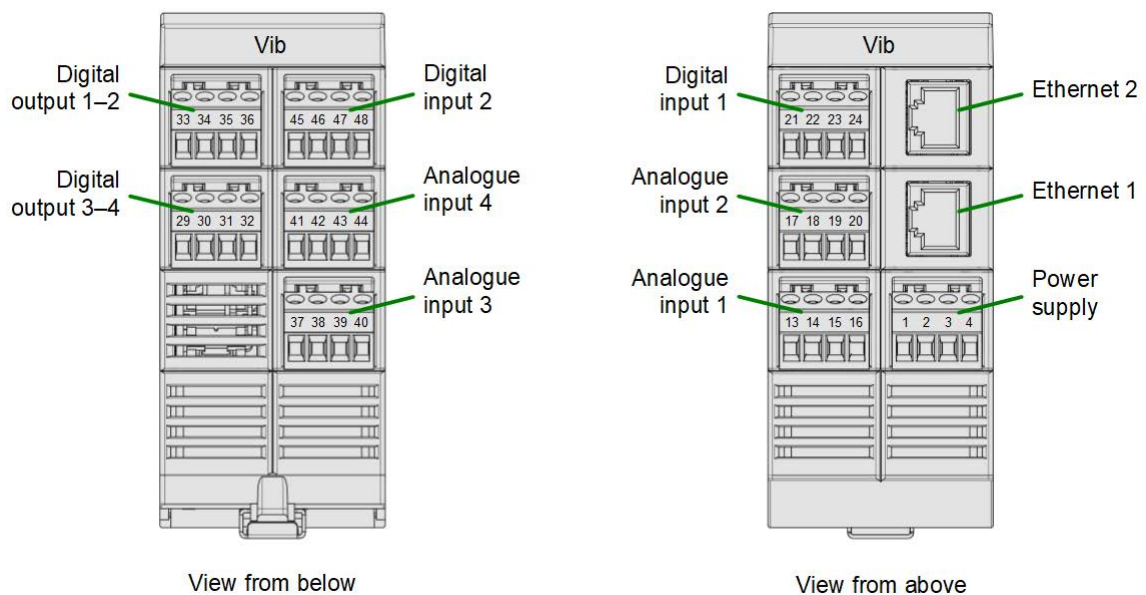 Vib
Digital
output 1–2
Digital
input 2
33 34 35 36
45 46 47 48
Digital
output 3–4
Analogue
input 4
29 30 31 32
41 42 43 44
Analogue
input 3
37 38 39 40
View from below
Vib
Digital
input 1
Ethernet 2
21 22 23 24
Analogue
input 2
Ethernet 1
17 18 19 20
Analogue
input 1
Power
supply
13 14 15 16
1 2 3 4
View from above